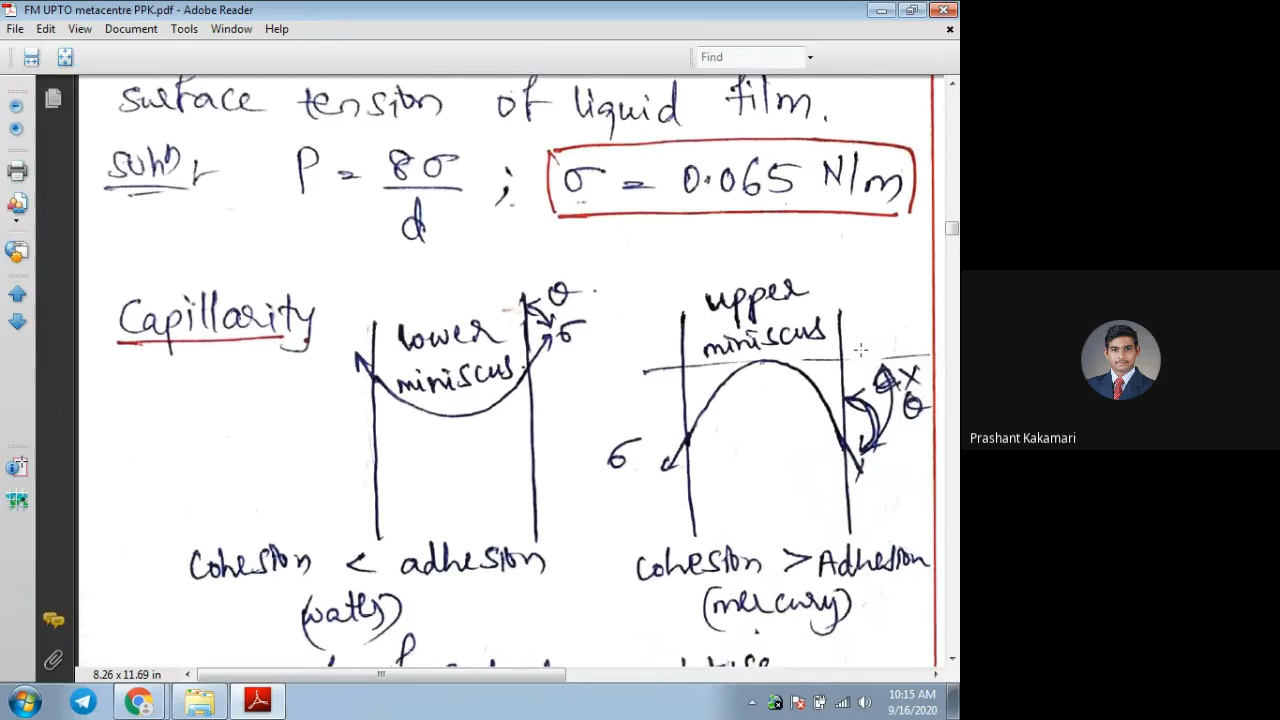 FM UPTO metacentre PPK.pdf - Adobe Reader
File Edit View Document Tools Window Help
Find
surface tension of liquid film.
Soln P = 8σ / d ; σ = 0.065 N/m
Capillarity
lower
miniscus
θ
σ
upper
miniscus
σ
θ
Cohesion < adhesion
(water)
Cohesion > Adhesion
(mercury)
8.26 x 11.69 in
10:15 AM
9/16/2020
Prashant Kakamari